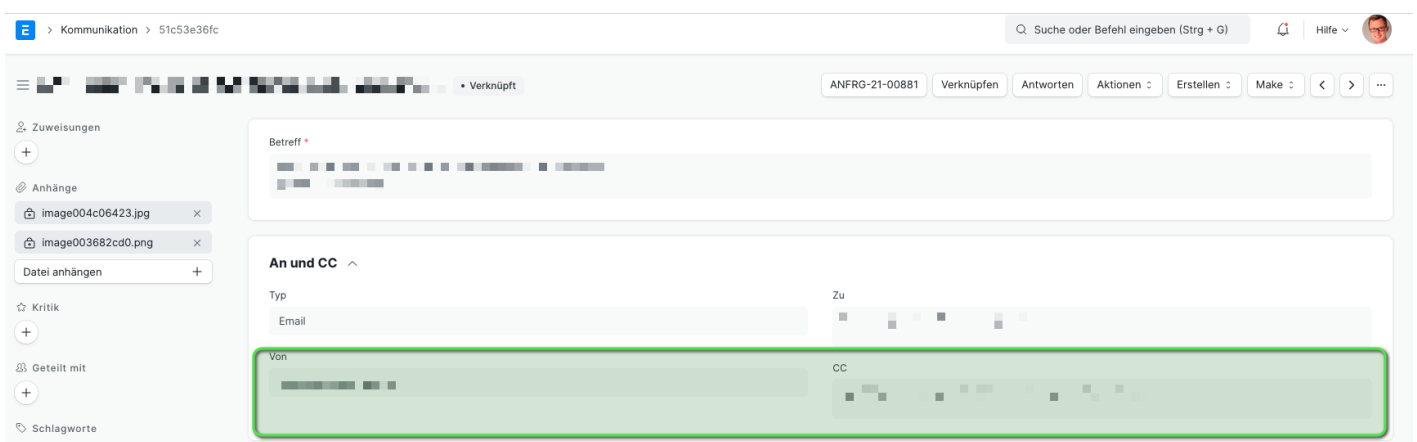 E > Kommunikation > 51c53e36fc
Suche oder Befehl eingeben (Strg + G)
Hilfe
• Verknüpft
ANFRG-21-00881
Verknüpfen
Antworten
Aktionen
Erstellen
Make
...
Zuweisungen
+
Anhänge
image004c06423.jpg ×
image003682cd0.png ×
Datei anhängen +
Kritik
+
Geteilt mit
+
Schlagworte
Betreff *
An und CC
Typ
Email
Zu
Von
CC